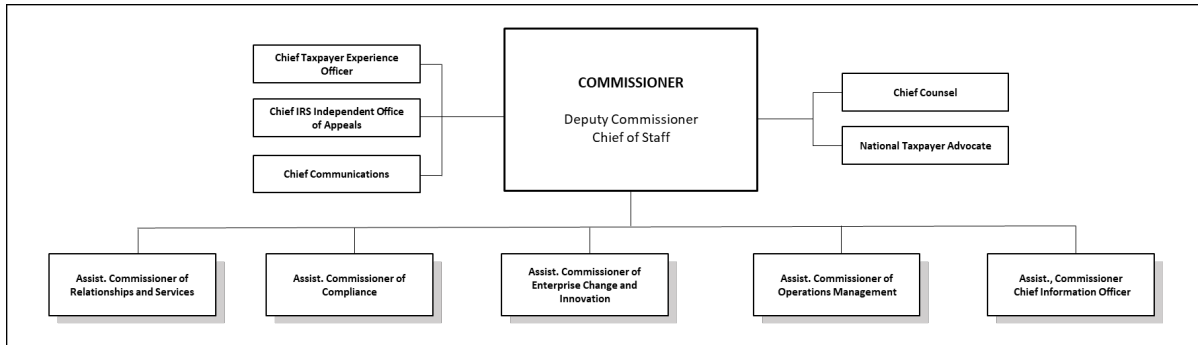 Chief Taxpayer Experience
Officer
Chief IRS Independent Office
of Appeals
Chief Communications
COMMISSIONER
Deputy Commissioner
Chief of Staff
Chief Counsel
National Taxpayer Advocate
Assist. Commissioner of
Relationships and Services
Assist. Commissioner of
Compliance
Assist. Commissioner of
Enterprise Change and
Innovation
Assist. Commissioner of
Operations Management
Assist., Commissioner
Chief Information Officer